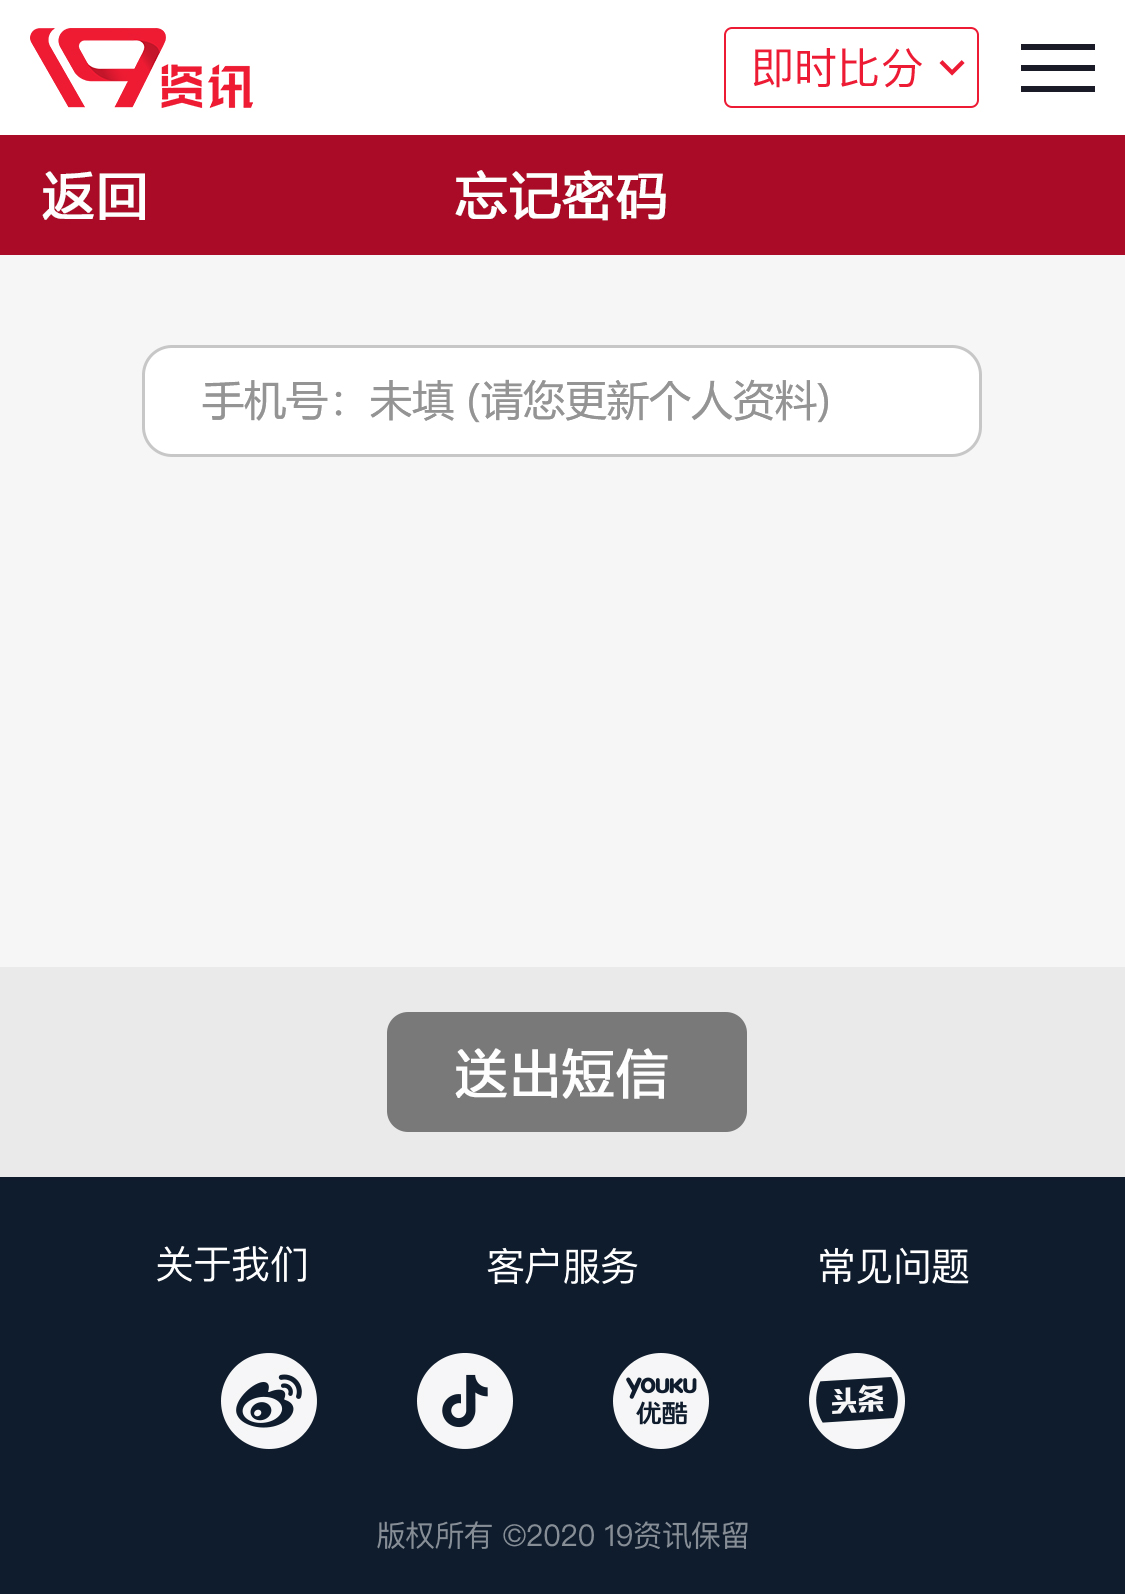 19资讯
即时比分
返回 忘记密码
手机号：未填 (请您更新个人资料)
送出短信
关于我们 客户服务 常见问题
YOUKU
优酷
头条
版权所有 ©2020 19资讯保留